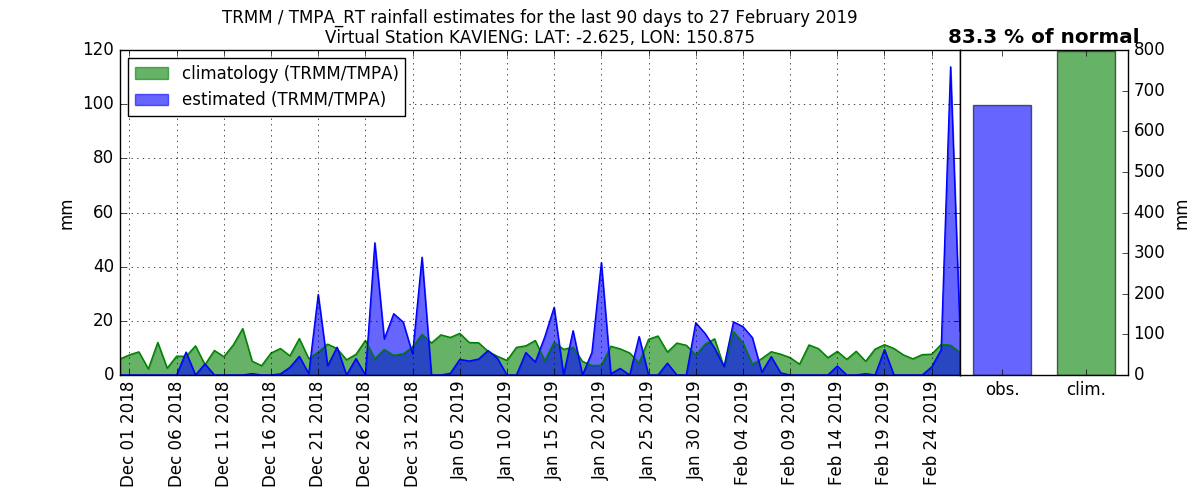 TRMM / TMPA_RT rainfall estimates for the last 90 days to 27 February 2019
Virtual Station KAVIENG: LAT: -2.625, LON: 150.875
83.3 % of normal
climatology (TRMM/TMPA)
estimated (TRMM/TMPA)
120
100
80
60
40
20
0
mm
800
700
600
500
400
300
200
100
0
mm
Dec 01 2018
Dec 06 2018
Dec 11 2018
Dec 16 2018
Dec 21 2018
Dec 26 2018
Dec 31 2018
Jan 05 2019
Jan 10 2019
Jan 15 2019
Jan 20 2019
Jan 25 2019
Jan 30 2019
Feb 04 2019
Feb 09 2019
Feb 14 2019
Feb 19 2019
Feb 24 2019
obs.
clim.